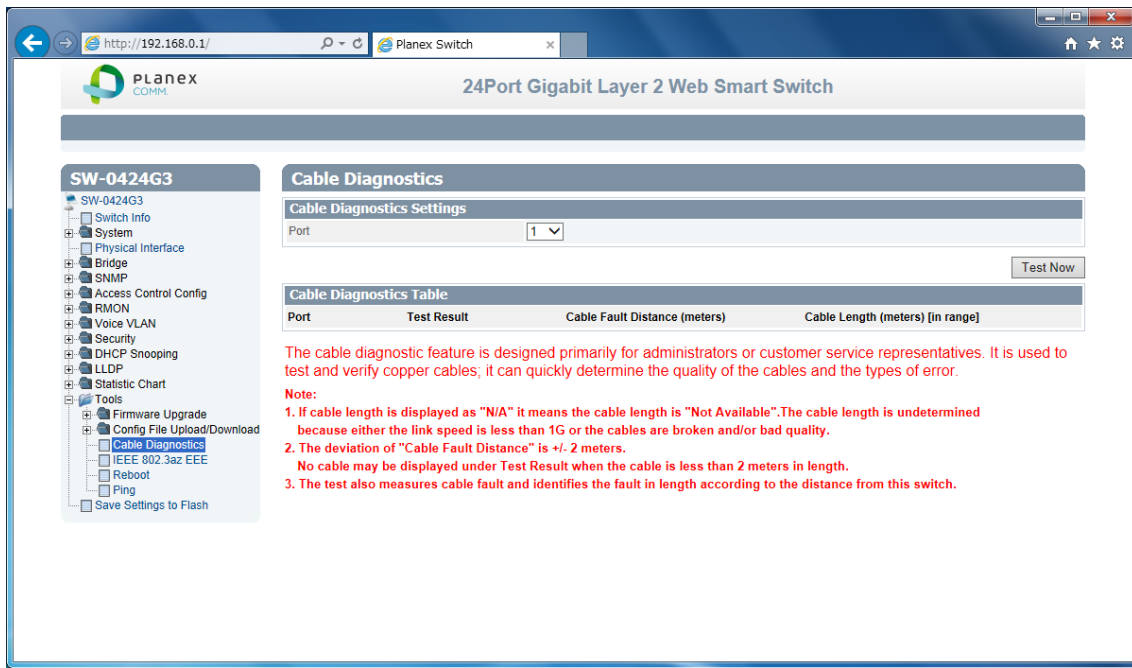 http://192.168.0.1/
Planex Switch
PLANEX
COMM.
24Port Gigabit Layer 2 Web Smart Switch
SW-0424G3
SW-0424G3
Switch Info
System
Physical Interface
Bridge
SNMP
Access Control Config
RMON
Voice VLAN
Security
DHCP Snooping
LLDP
Statistic Chart
Tools
Firmware Upgrade
Config File Upload/Download
Cable Diagnostics
IEEE 802.3az EEE
Reboot
Ping
Save Settings to Flash
Cable Diagnostics
Cable Diagnostics Settings
Port 1
Test Now
Cable Diagnostics Table
Port Test Result Cable Fault Distance (meters) Cable Length (meters) [in range]
The cable diagnostic feature is designed primarily for administrators or customer service representatives. It is used to
test and verify copper cables; it can quickly determine the quality of the cables and the types of error.
Note:
1. If cable length is displayed as "N/A" it means the cable length is "Not Available".The cable length is undetermined
because either the link speed is less than 1G or the cables are broken and/or bad quality.
2. The deviation of "Cable Fault Distance" is +/- 2 meters.
No cable may be displayed under Test Result when the cable is less than 2 meters in length.
3. The test also measures cable fault and identifies the fault in length according to the distance from this switch.